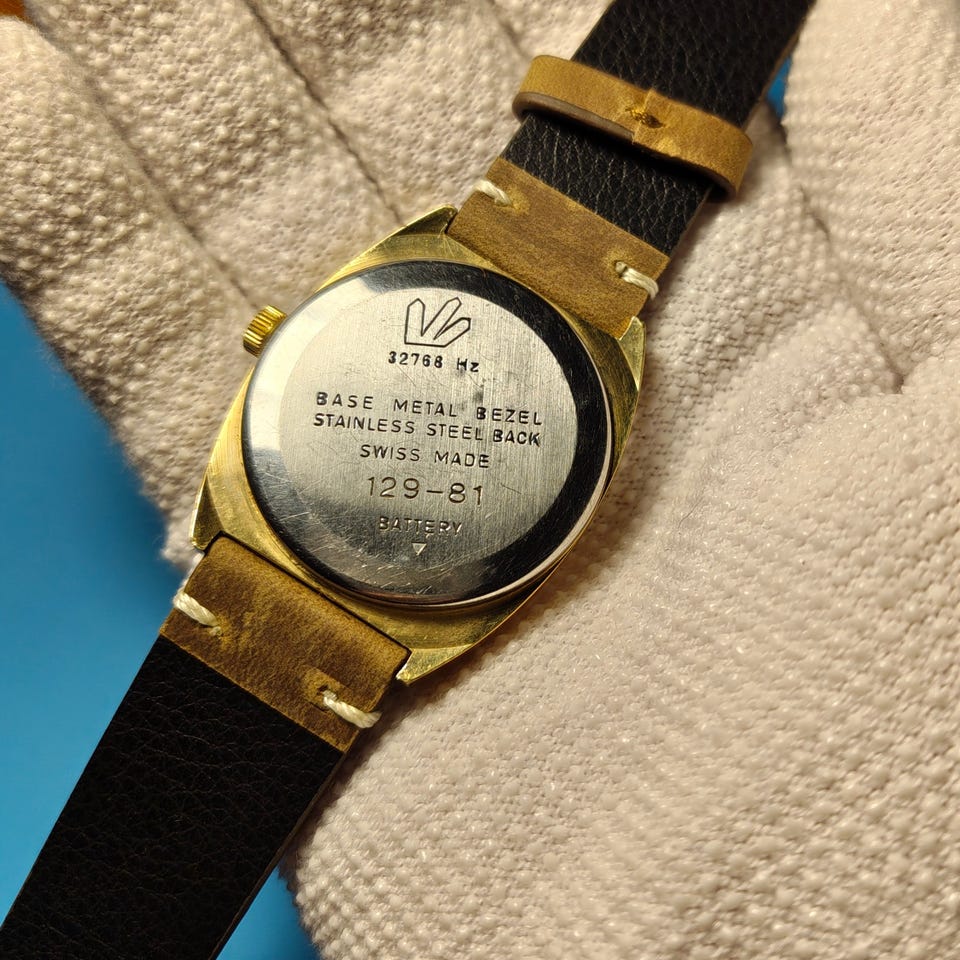 32768 Hz
BASE METAL BEZEL
STAINLESS STEEL BACK
SWISS MADE
129-81
BATTERY